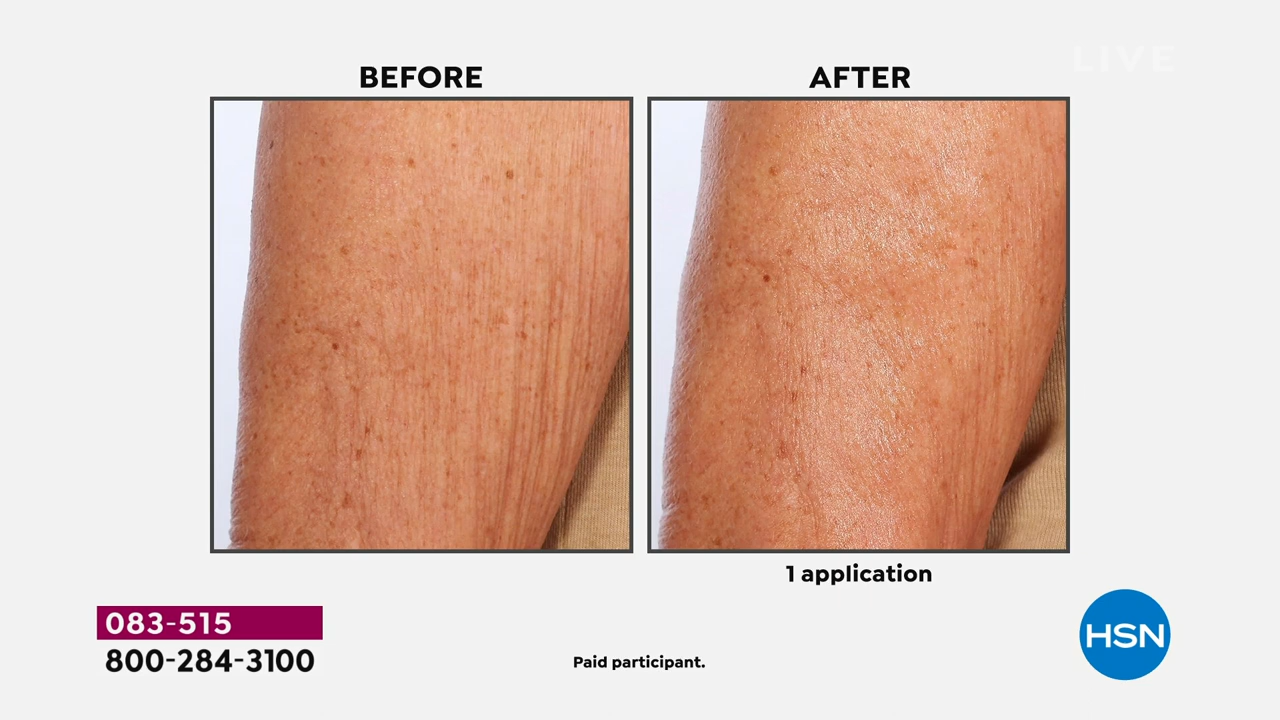 LIVE
BEFORE
AFTER
1 application
083-515
800-284-3100
Paid participant.
HSN